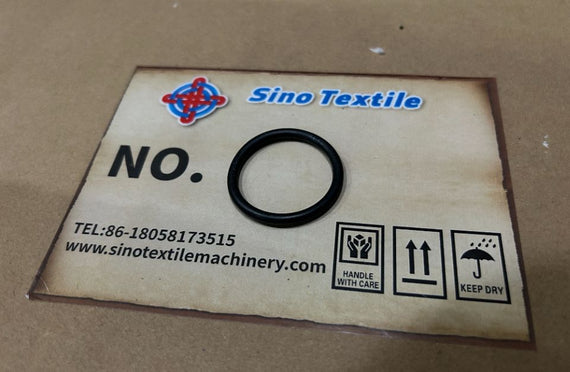 Sino Textile
NO.
TEL:86-18058173515
www.sinotextilemachinery.com
HANDLE
WITH CARE
KEEP DRY